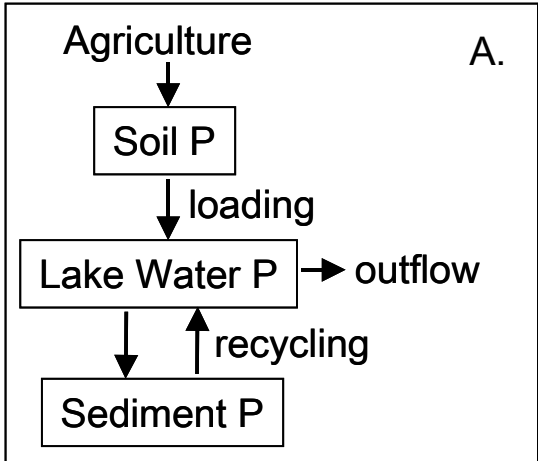 Agriculture
A.
Soil P
loading
Lake Water P
outflow
recycling
Sediment P